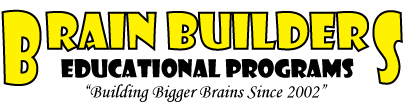 BRAIN BUILDERS
EDUCATIONAL PROGRAMS
“Building Bigger Brains Since 2002”